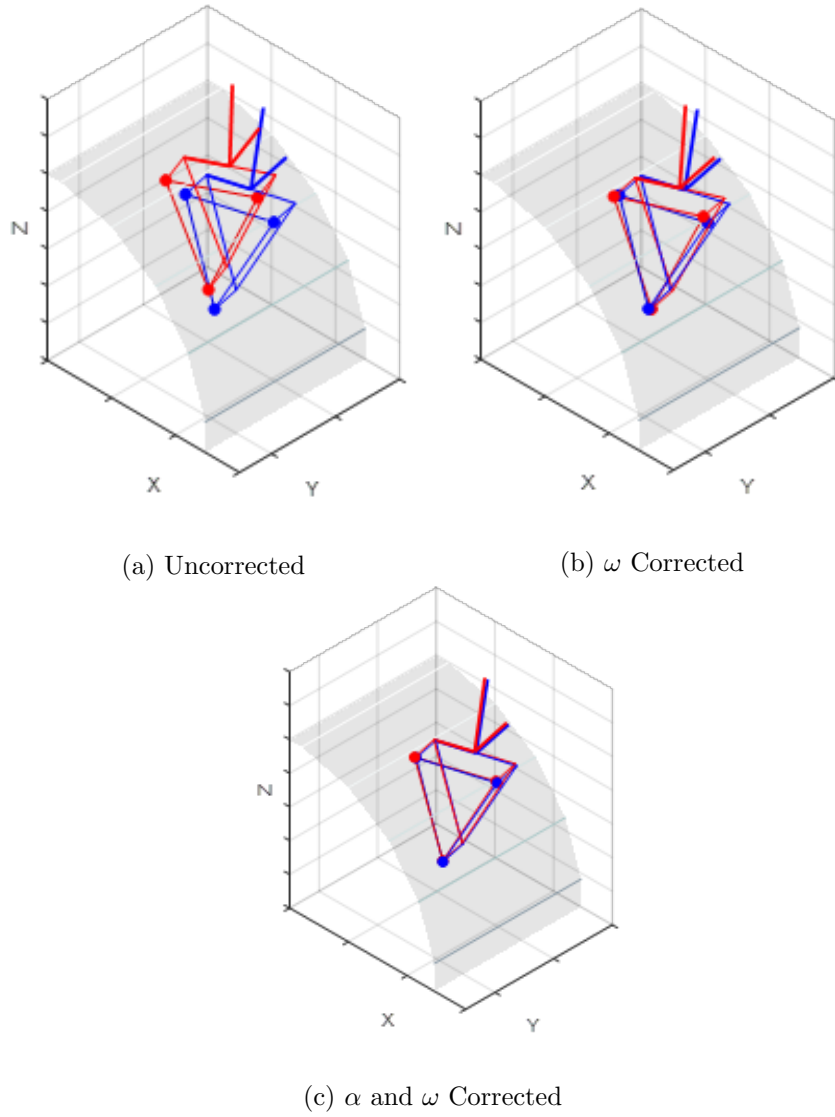 Z
Z
X
Y
X
Y
(a) Uncorrected
(b) ω Corrected
Z
X
Y
(c) α and ω Corrected